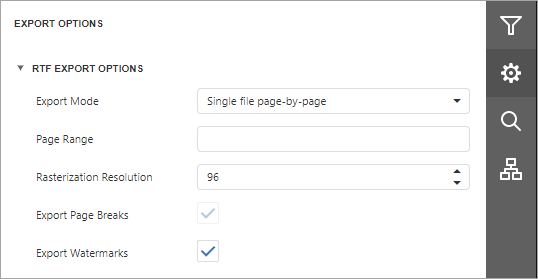 EXPORT OPTIONS
RTF EXPORT OPTIONS
Export Mode Single file page-by-page
Page Range
Rasterization Resolution 96
Export Page Breaks
Export Watermarks